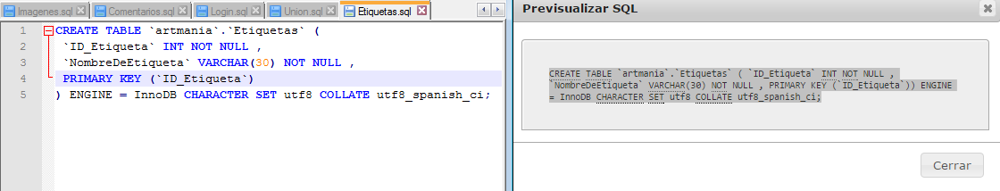 Imagenes.sql Comentarios.sql Login.sql Union.sql Etiquetas.sql
1 CREATE TABLE `artmania`.`Etiquetas` (
2 `ID_Etiqueta` INT NOT NULL ,
3 `NombreDeEtiqueta` VARCHAR(30) NOT NULL ,
4 PRIMARY KEY (`ID_Etiqueta`)
5 ) ENGINE = InnoDB CHARACTER SET utf8 COLLATE utf8_spanish_ci;
Previsualizar SQL
CREATE TABLE `artmania`.`Etiquetas` ( `ID_Etiqueta` INT NOT NULL ,
`NombreDeEtiqueta` VARCHAR(30) NOT NULL , PRIMARY KEY (`ID_Etiqueta`)) ENGINE
= InnoDB CHARACTER SET utf8 COLLATE utf8_spanish_ci;
Cerrar